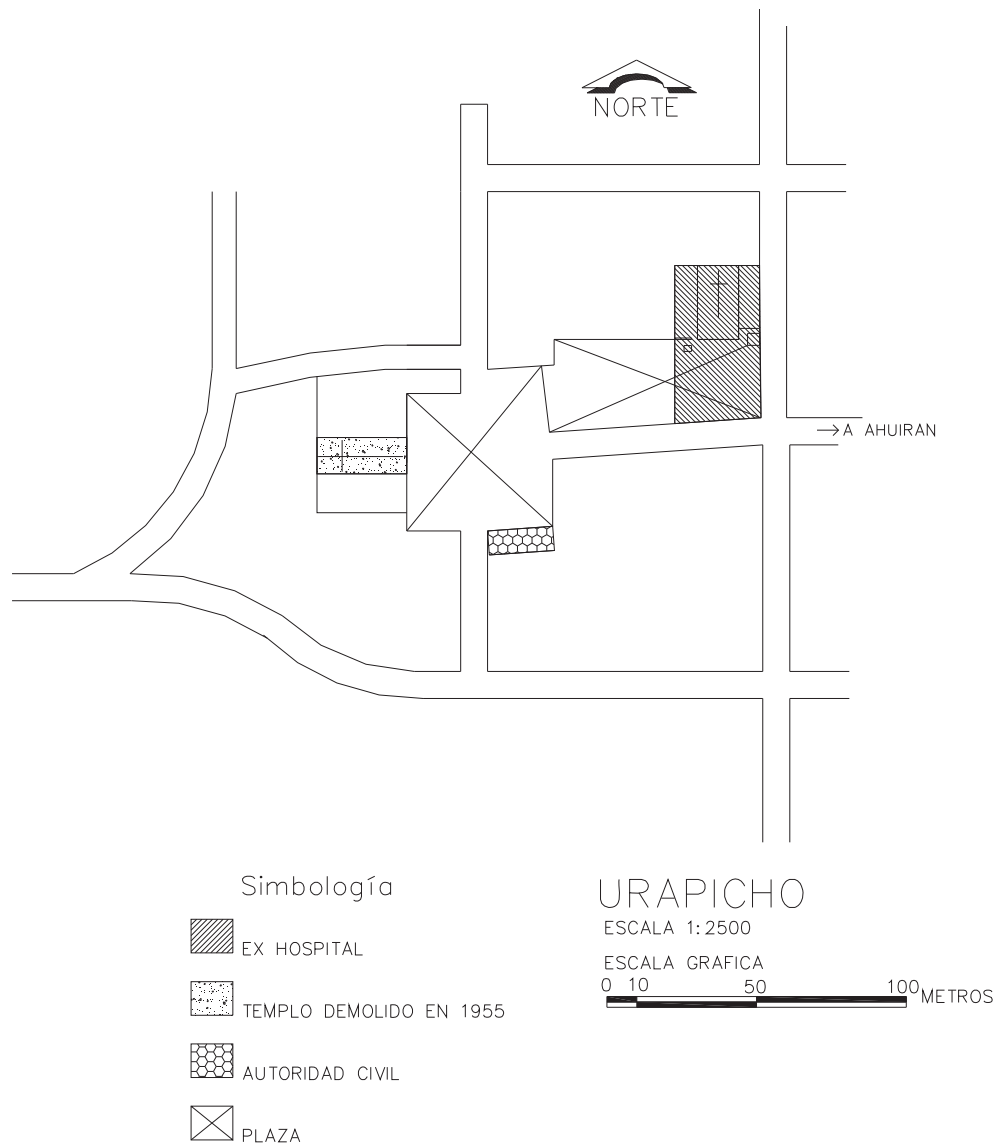 NORTE
A AHUIRAN
Simbología
EX HOSPITAL
TEMPLO DEMOLIDO EN 1955
AUTORIDAD CIVIL
PLAZA
URAPICHO
ESCALA 1:2500
ESCALA GRAFICA
0 10 50 100 METROS